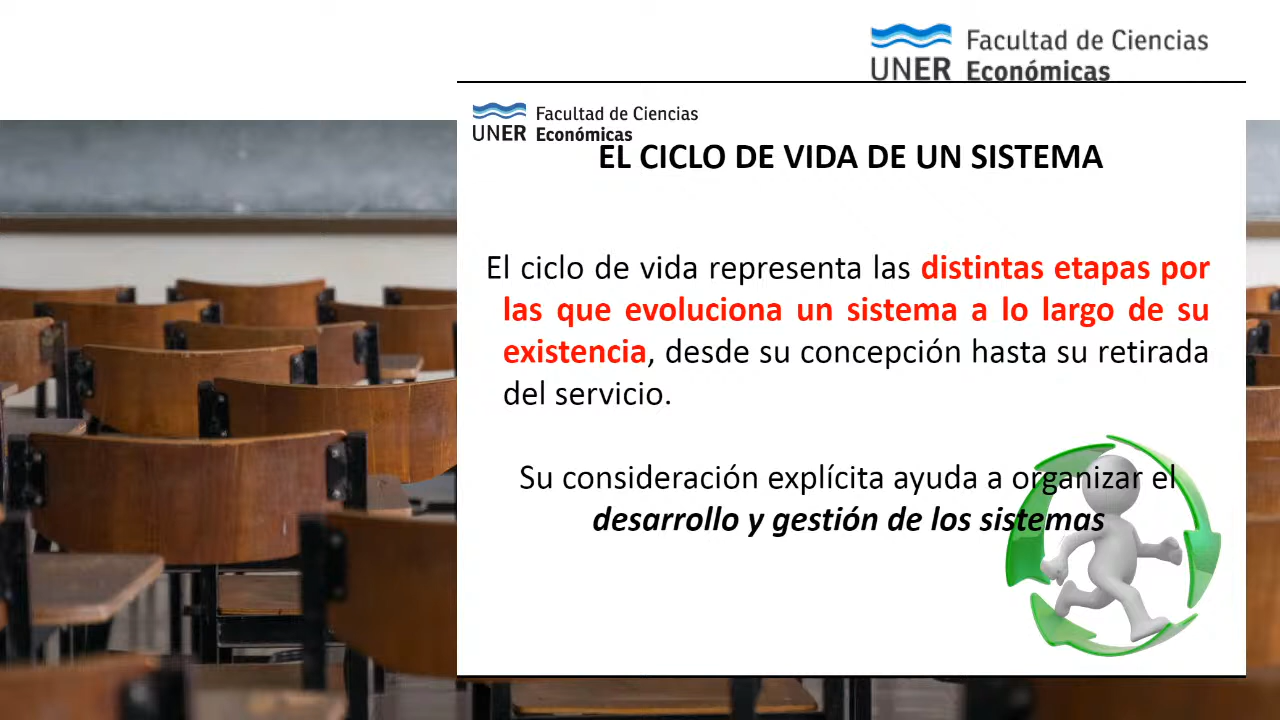 Facultad de Ciencias
UNER Económicas
Facultad de Ciencias
UNER Económicas
EL CICLO DE VIDA DE UN SISTEMA
El ciclo de vida representa las distintas etapas por
las que evoluciona un sistema a lo largo de su
existencia, desde su concepción hasta su retirada
del servicio.
Su consideración explícita ayuda a organizar el
desarrollo y gestión de los sistemas